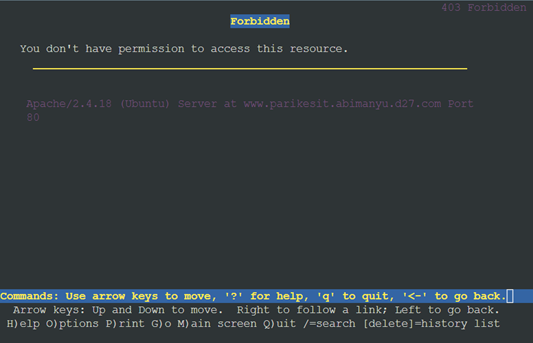 403 Forbidden
Forbidden
You don't have permission to access this resource.
Apache/2.4.18 (Ubuntu) Server at www.parikesit.abimanyu.d27.com Port
80
Commands: Use arrow keys to move, '?' for help, 'q' to quit, '<-' to go back.
Arrow keys: Up and Down to move.  Right to follow a link; Left to go back.
H)elp O)ptions P)rint G)o M)ain screen Q)uit /=search [delete]=history list